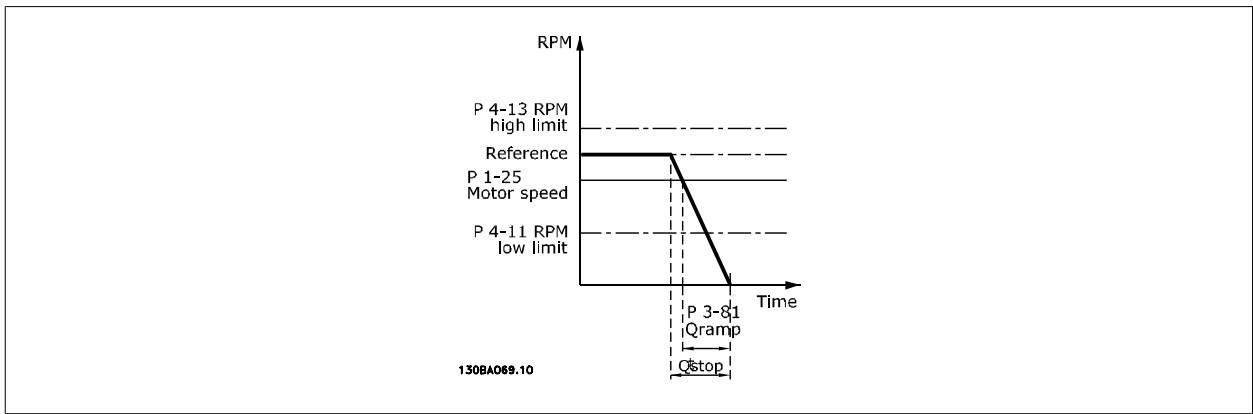 RPM
P 4-13 RPM
high limit
Reference
P 1-25
Motor speed
P 4-11 RPM
low limit
Time
P 3-81
Qramp
Qstop
130BA069.10